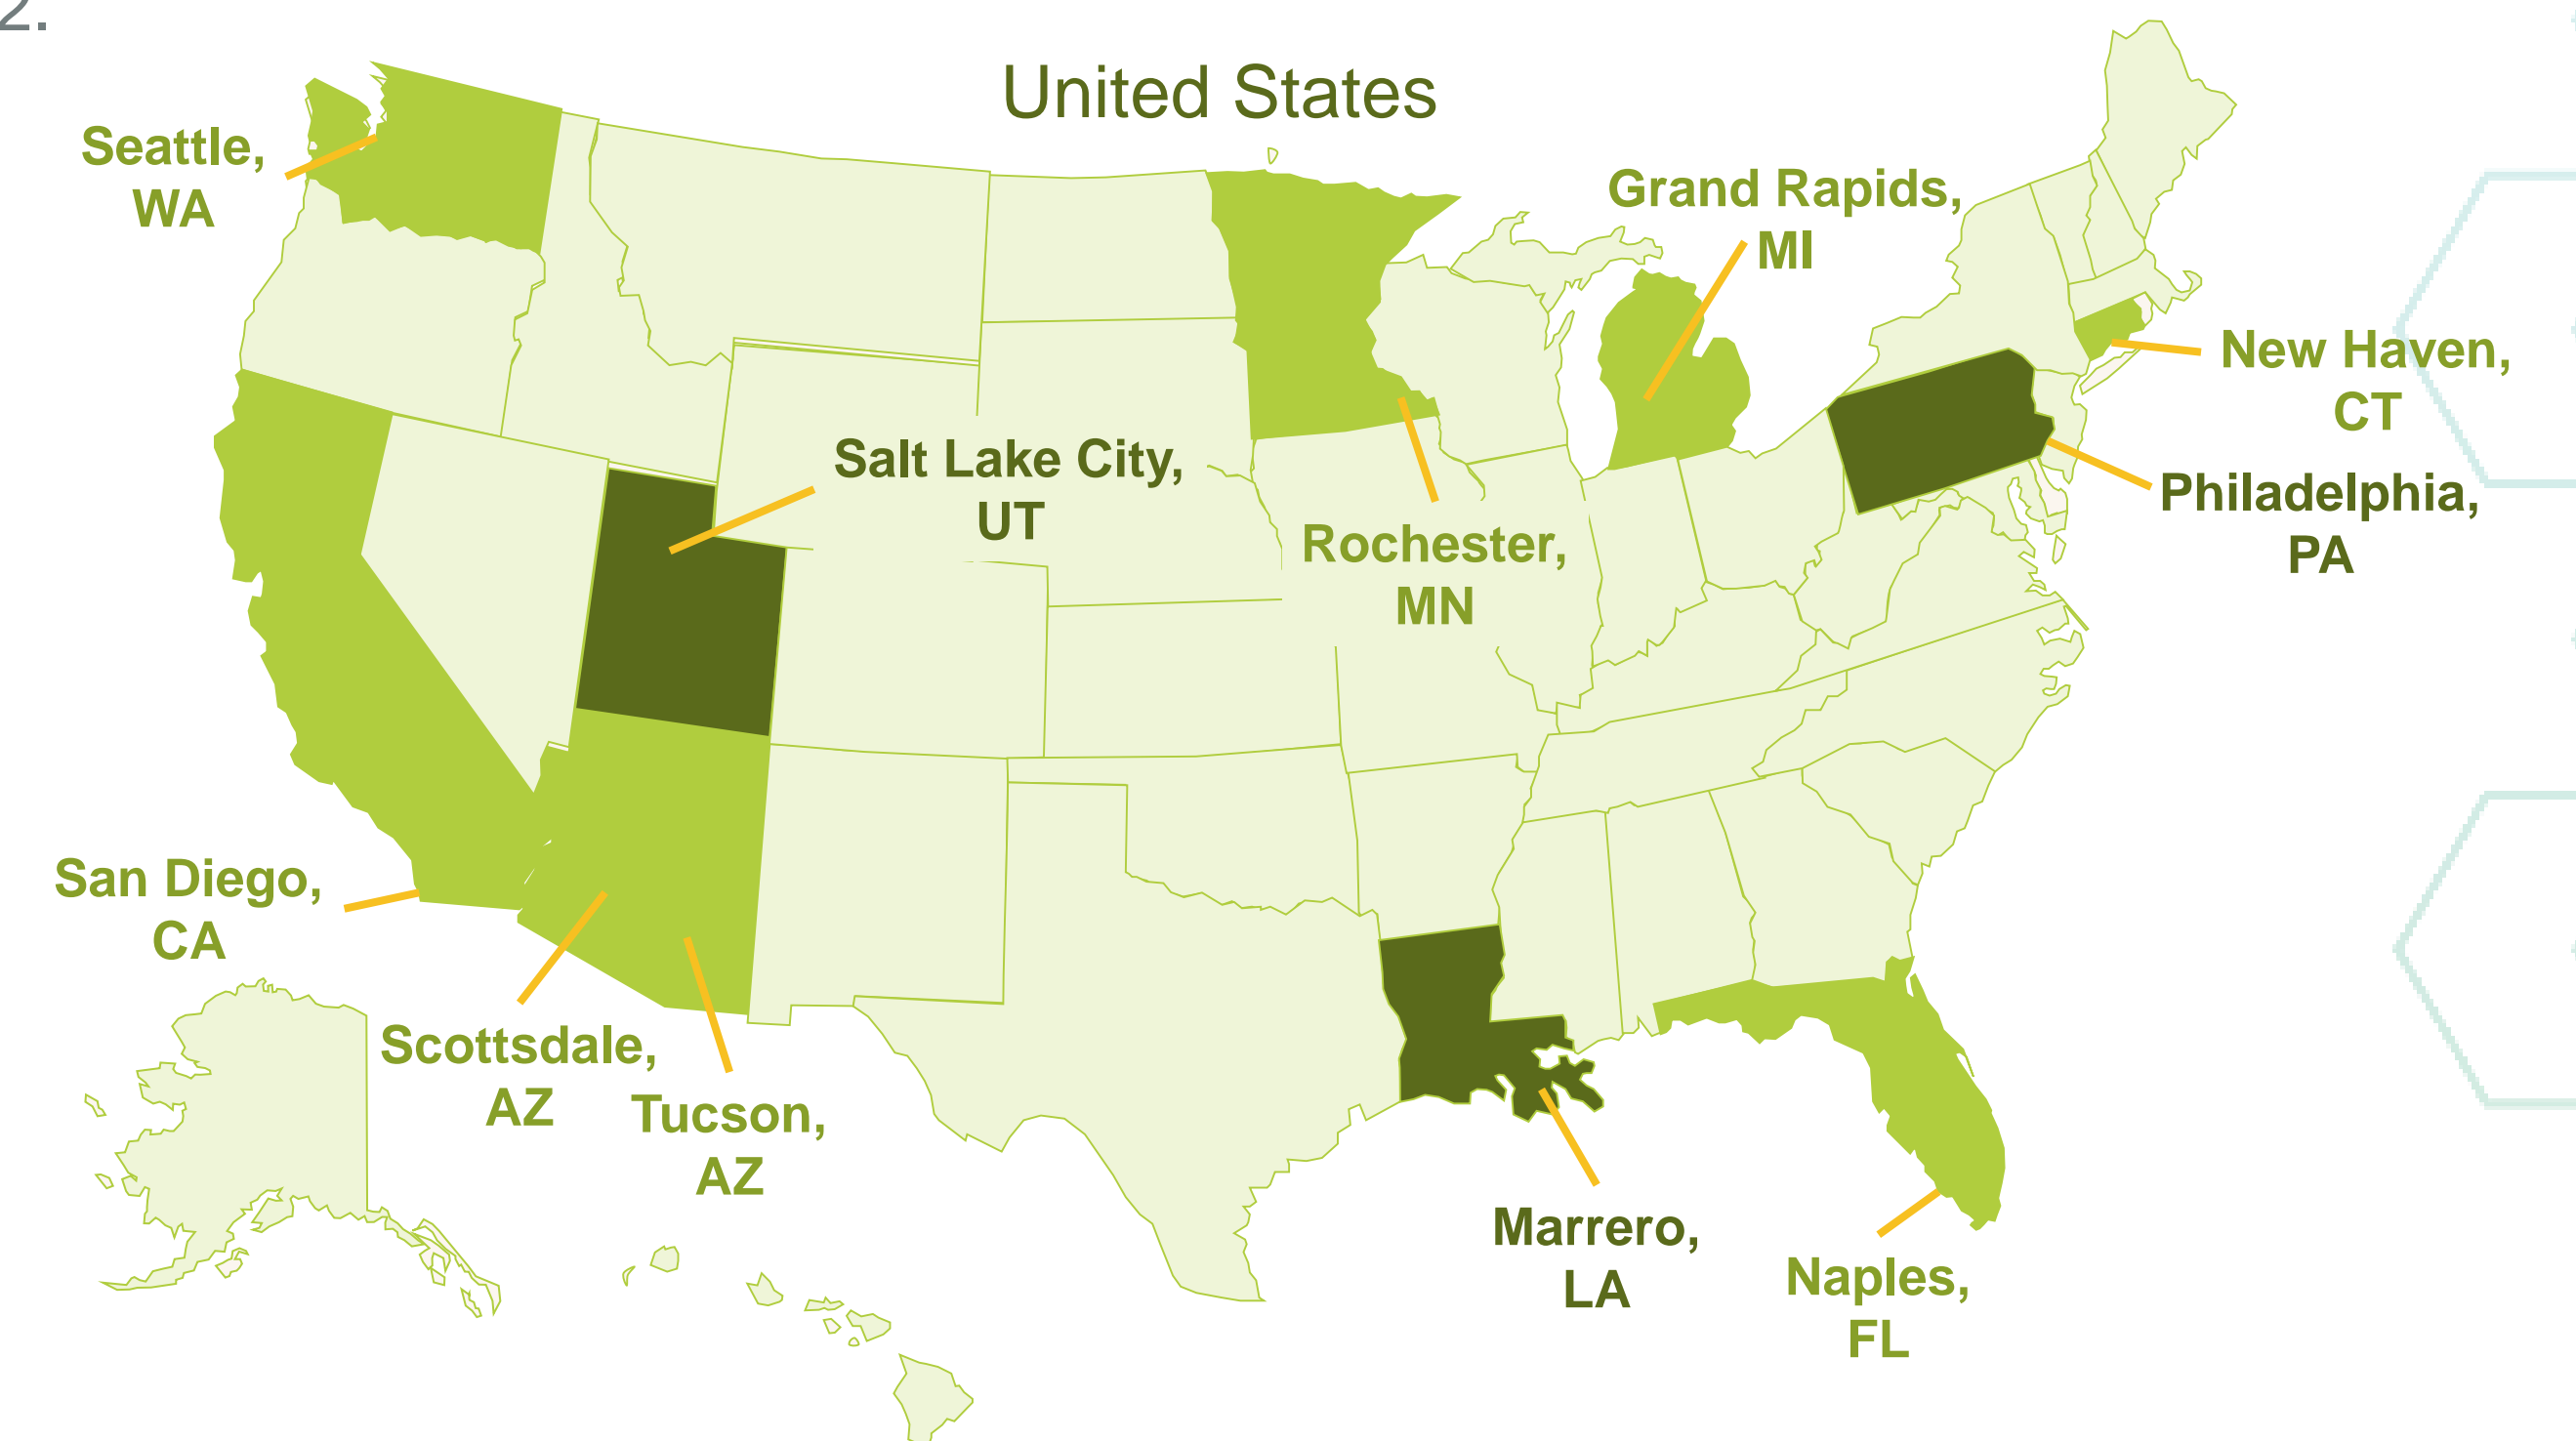 2.
United States
Seattle,
WA
Grand Rapids,
MI
New Haven,
CT
Salt Lake City,
UT
Philadelphia,
PA
Rochester,
MN
San Diego,
CA
Scottsdale,
AZ
Tucson,
AZ
Marrero,
LA
Naples,
FL